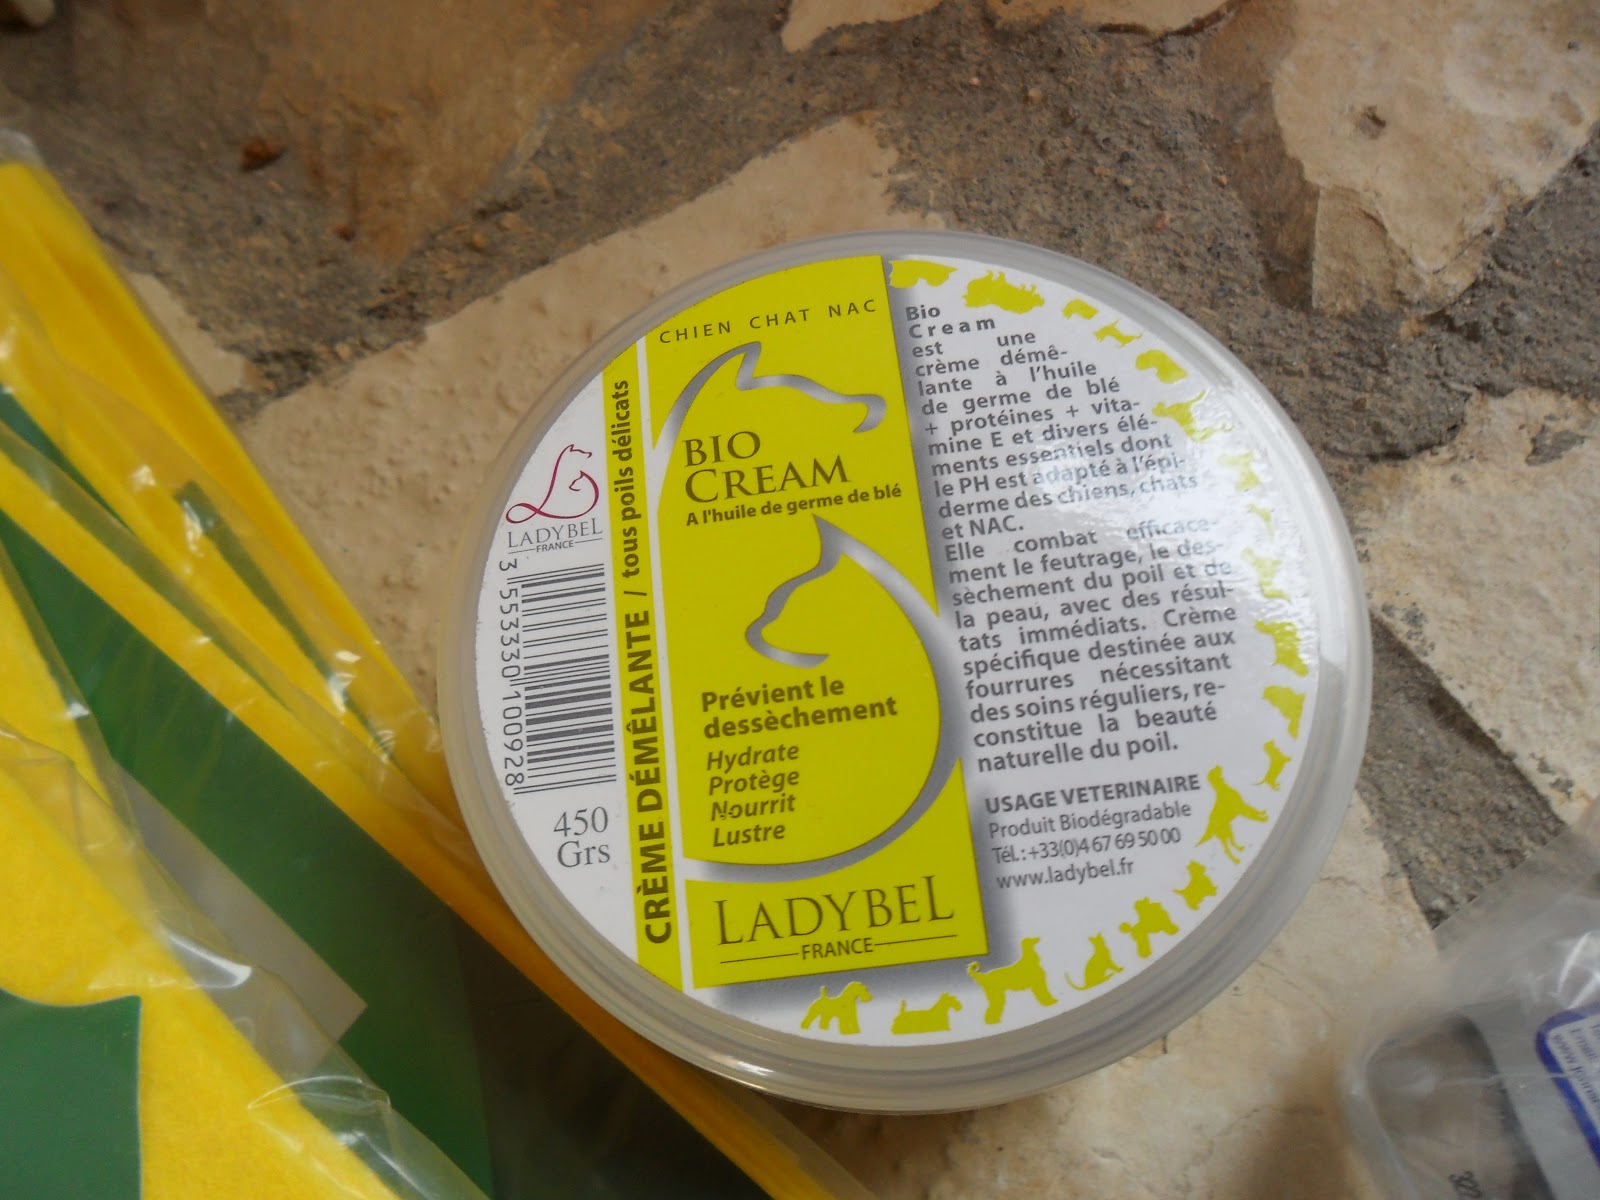 LADYBEL
FRANCE
3 553330 100928
450
Grs
CRÈME DÉMÊLANTE / tous poils délicats
CHIEN CHAT NAC
BIO
CREAM
A l'huile de germe de blé
Prévient le
dessèchement
Hydrate
Protège
Nourrit
Lustre
LADYBEL
FRANCE
Bio
Cream
est une
crème démê-
lante à l'huile
de germe de blé
+ protéines + vita-
mine E et divers élé-
ments essentiels dont
le PH est adapté à l'épi-
derme des chiens, chats
et NAC.
Elle combat efficace-
ment le feutrage, le des-
sèchement du poil et de
la peau, avec des résul-
tats immédiats. Crème
spécifique destinée aux
fourrures nécessitant
des soins réguliers, re-
constitue la beauté
naturelle du poil.
USAGE VETERINAIRE
Produit Biodégradable
Tél.: +33(0)4 67 69 50 00
www.ladybel.fr